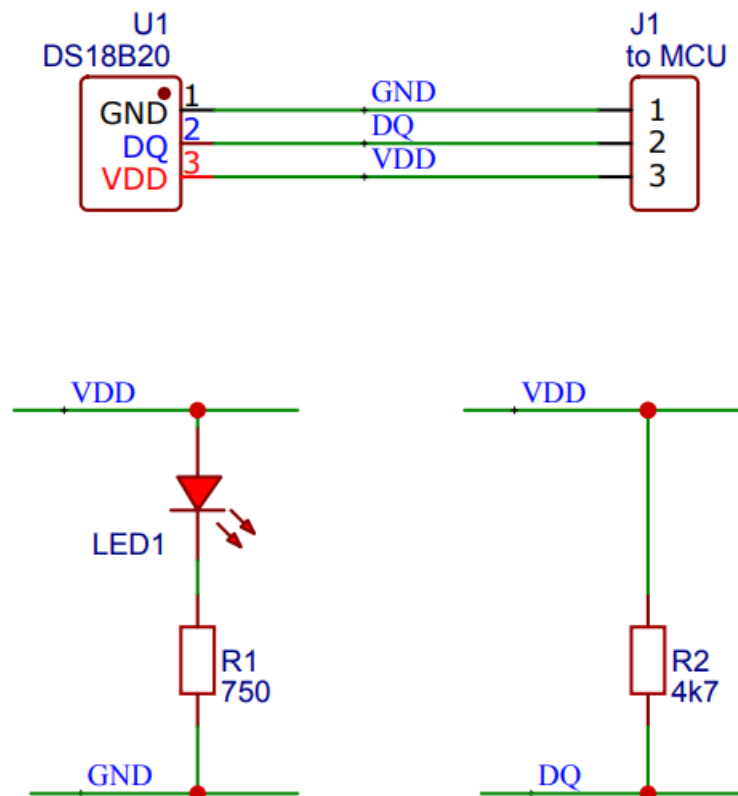 U1
DS18B20
J1
to MCU
GND 1
DQ 2
VDD 3
GND
DQ
VDD
1
2
3
VDD
LED1
R1
750
GND
VDD
R2
4k7
DQ